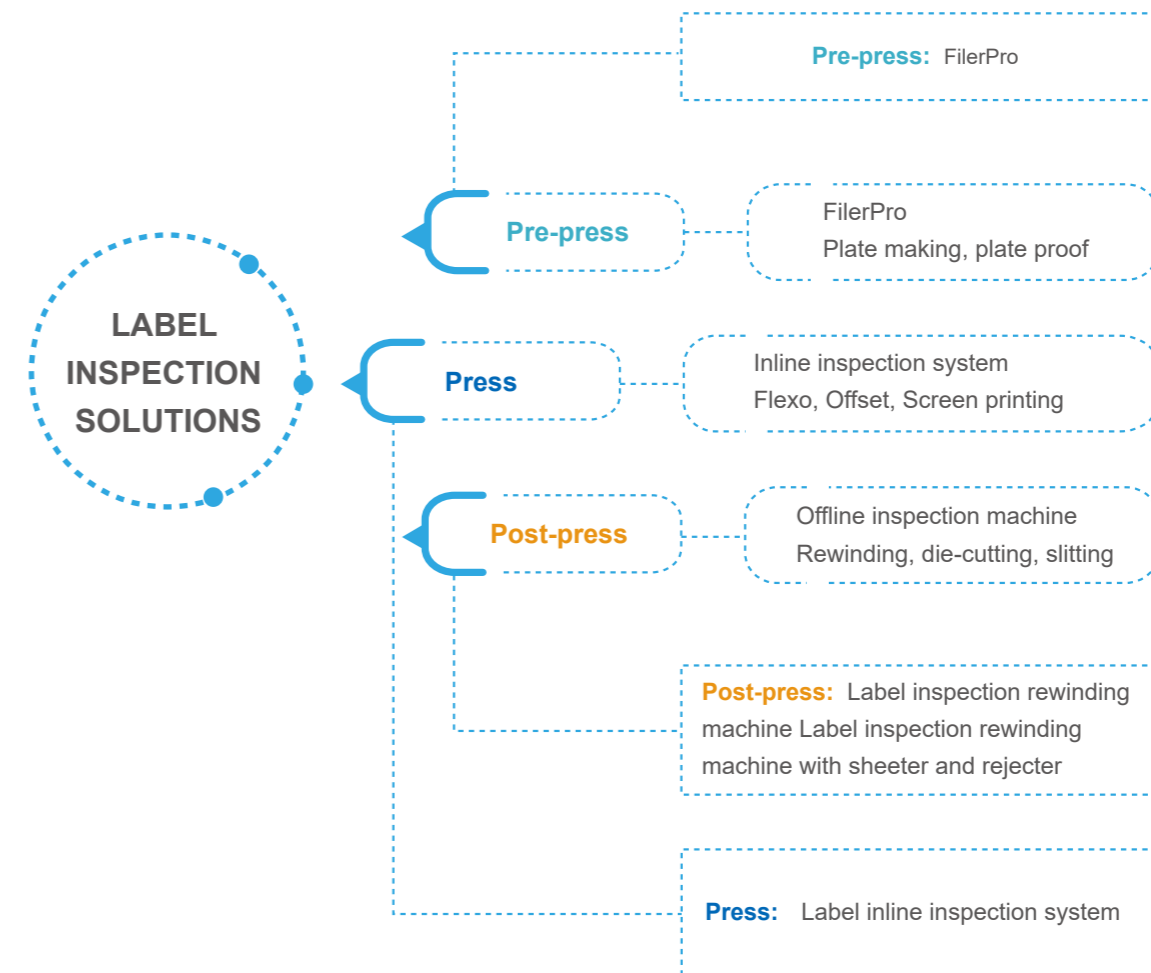 Pre-press: FilerPro
LABEL
INSPECTION
SOLUTIONS
Pre-press
FilerPro
Plate making, plate proof
Press
Inline inspection system
Flexo, Offset, Screen printing
Post-press
Offline inspection machine
Rewinding, die-cutting, slitting
Post-press: Label inspection rewinding
machine Label inspection rewinding
machine with sheeter and rejecter
Press: Label inline inspection system